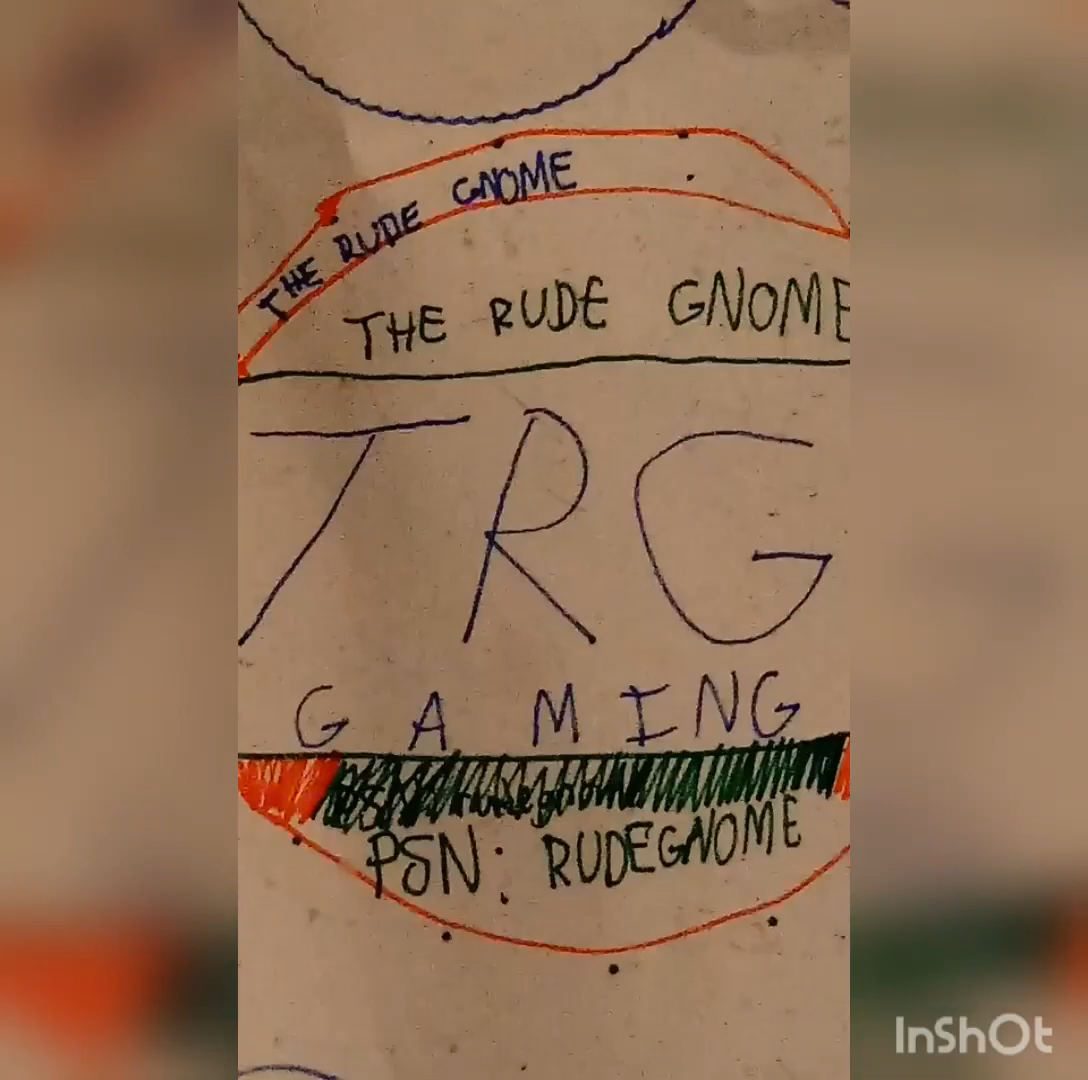 THE RUDE GNOME
THE RUDE GNOME
TRG
GAMING
PSN: RUDEGNOME
InShOt